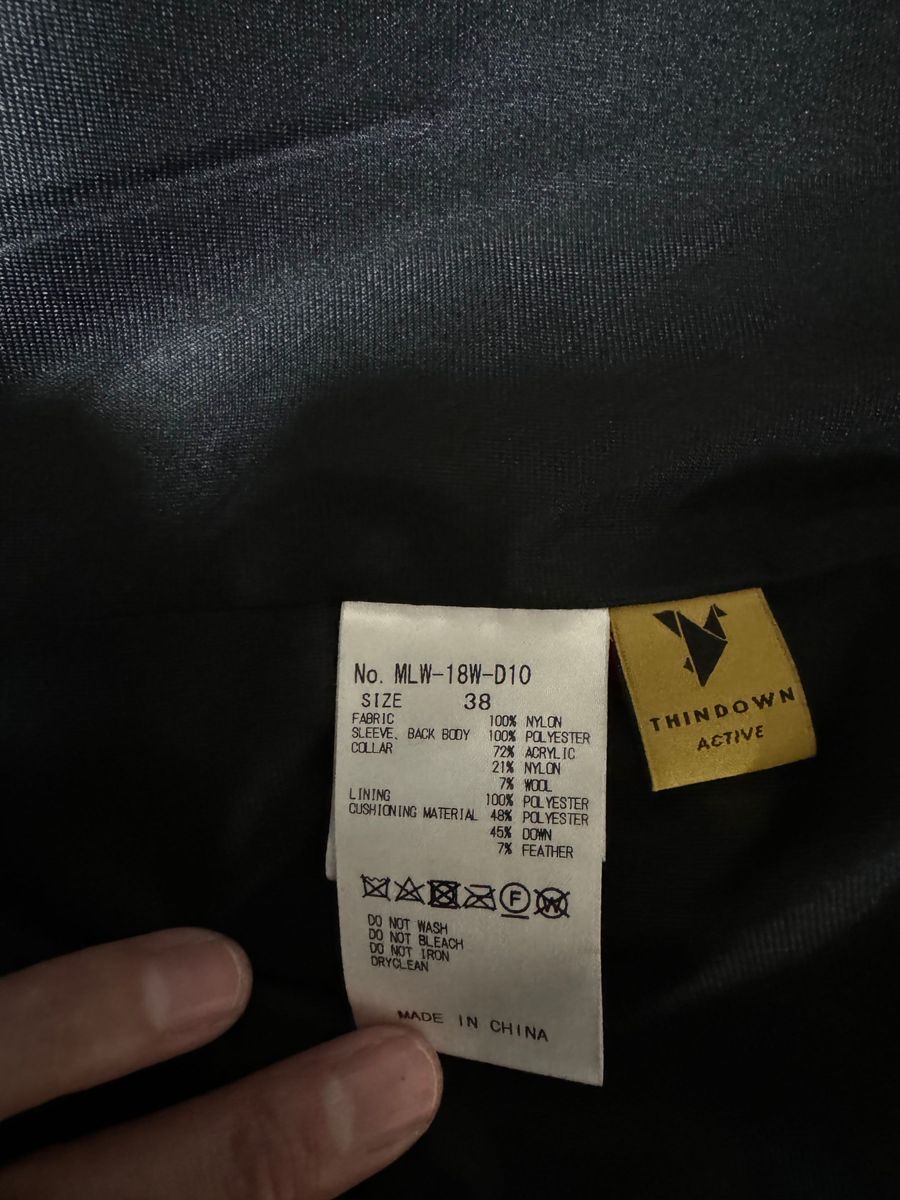 No. MLW-18W-D10
SIZE 38
FABRIC 100% NYLON
SLEEVE、BACK BODY 100% POLYESTER
COLLAR 72% ACRYLIC
21% NYLON
7% WOOL
LINING 100% POLYESTER
CUSHIONING MATERIAL 48% POLYESTER
45% DOWN
7% FEATHER
F W
DO NOT WASH
DO NOT BLEACH
DO NOT IRON
DRYCLEAN
MADE IN CHINA
THINDOWN
ACTIVE